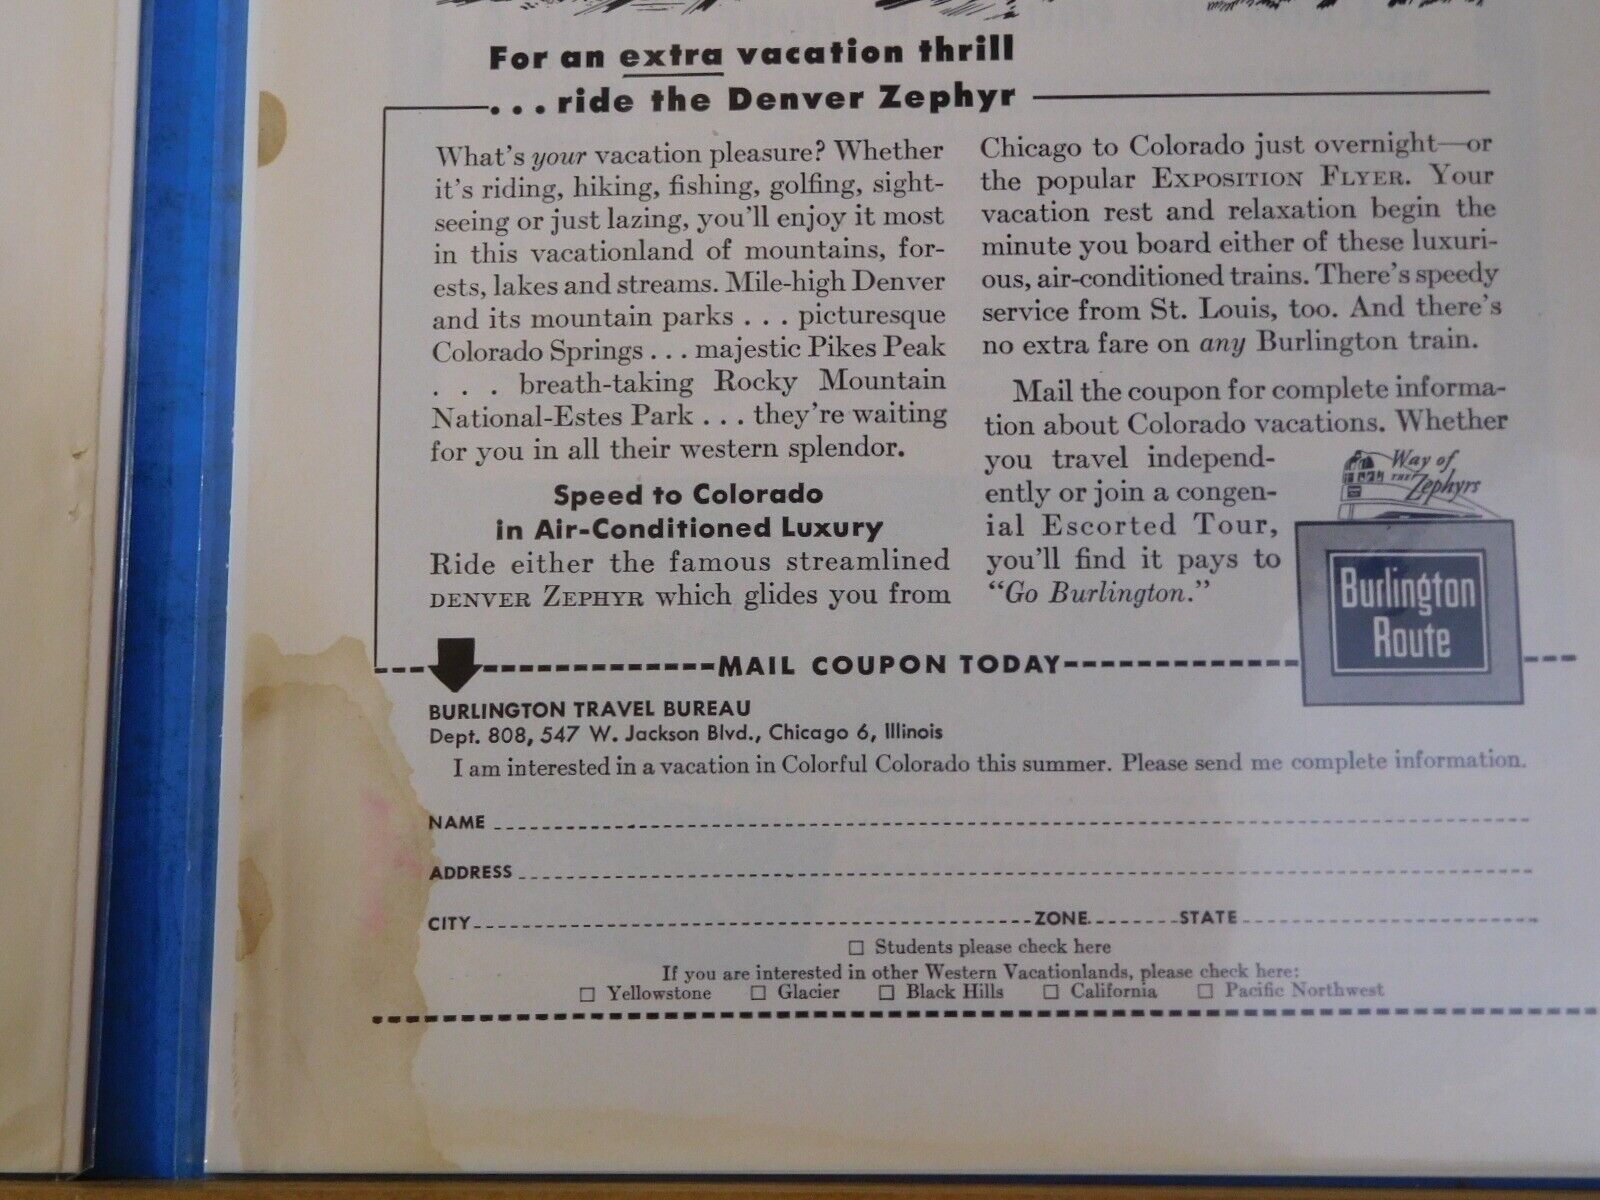 For an extra vacation thrill
... ride the Denver Zephyr
What's your vacation pleasure? Whether
it's riding, hiking, fishing, golfing, sight-
seeing or just lazing, you'll enjoy it most
in this vacationland of mountains, for-
ests, lakes and streams. Mile-high Denver
and its mountain parks . . . picturesque
Colorado Springs . . . majestic Pikes Peak
. . . breath-taking Rocky Mountain
National-Estes Park . . . they're waiting
for you in all their western splendor.
Speed to Colorado
in Air-Conditioned Luxury
Ride either the famous streamlined
DENVER ZEPHYR which glides you from
Chicago to Colorado just overnight—or
the popular EXPOSITION FLYER. Your
vacation rest and relaxation begin the
minute you board either of these luxuri-
ous, air-conditioned trains. There's speedy
service from St. Louis, too. And there's
no extra fare on any Burlington train.
Mail the coupon for complete informa-
tion about Colorado vacations. Whether
you travel independ-
ently or join a congen-
ial Escorted Tour,
you'll find it pays to
"Go Burlington."
Way of
THE Zephyrs
Burlington
Route
MAIL COUPON TODAY
BURLINGTON TRAVEL BUREAU
Dept. 808, 547 W. Jackson Blvd., Chicago 6, Illinois
I am interested in a vacation in Colorful Colorado this summer. Please send me complete information.
NAME
ADDRESS
CITY ZONE STATE
☐ Students please check here
If you are interested in other Western Vacationlands, please check here:
☐ Yellowstone ☐ Glacier ☐ Black Hills ☐ California ☐ Pacific Northwest